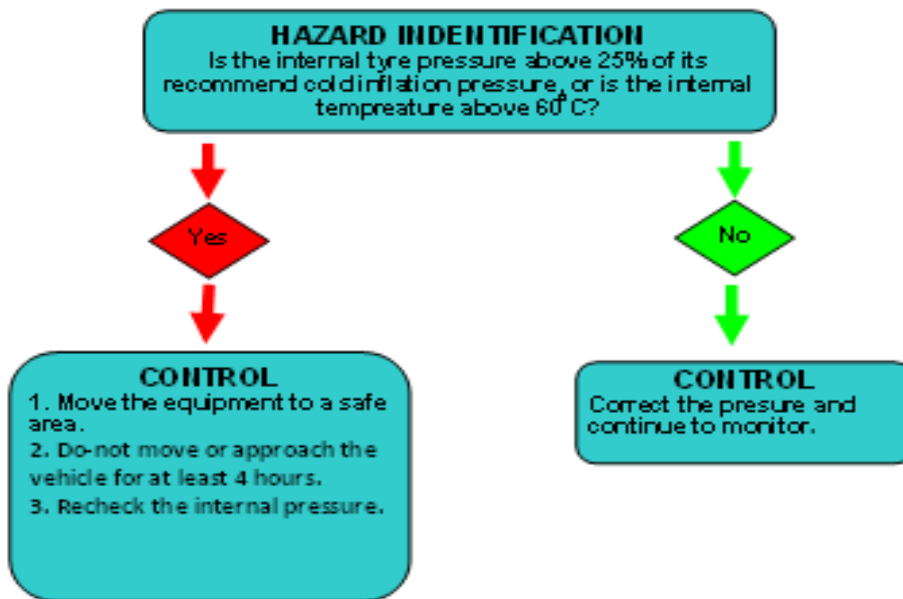 HAZARD INDENTIFICATION
Is the internal tyre pressure above 25% of its
recommend cold inflation pressure, or is the internal
tempreature above 60°C?
Yes
No
CONTROL
1. Move the equipment to a safe
area.
2. Do-not move or approach the
vehicle for at least 4 hours.
3. Recheck the internal pressure.
CONTROL
Correct the presure and
continue to monitor.